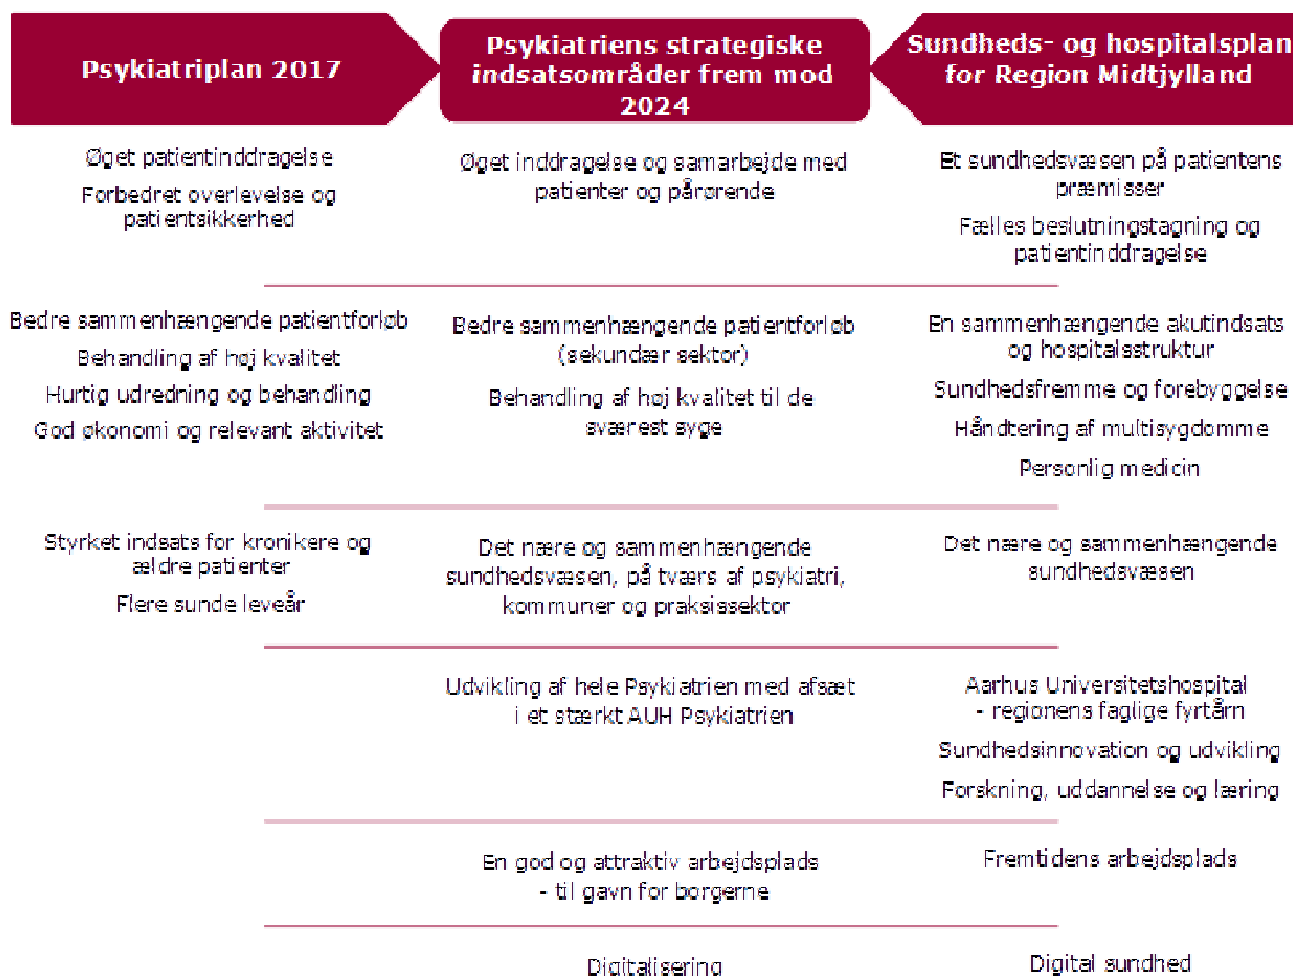 Psykiatriplan 2017
Psykiatriens strategiske
indsatsområder frem mod
2024
Sundheds- og hospitalsplan
for Region Midtjylland
Øget patientinddragelse
Forbedret overlevelse og
patientsikkerhed
Øget inddragelse og samarbejde med
patienter og pårørende
Et sundhedsvæsen på patientens
præmisser
Fælles beslutningstagning og
patientinddragelse
Bedre sammenhængende patientforløb
Behandling af høj kvalitet
Hurtig udredning og behandling
God økonomi og relevant aktivitet
Bedre sammenhængende patientforløb
(sekundær sektor)
Behandling af høj kvalitet til de
sværest syge
En sammenhængende akutindsats
og hospitalsstruktur
Sundhedsfremme og forebyggelse
Håndtering af multisygdomme
Personlig medicin
Styrket indsats for kronikere og
ældre patienter
Flere sunde leveår
Det nære og sammenhængende
sundhedsvæsen, på tværs af psykiatri,
kommuner og praksissektor
Det nære og sammenhængende
sundhedsvæsen
Udvikling af hele Psykiatrien med afsæt
i et stærkt AUH Psykiatrien
Aarhus Universitetshospital
- regionens faglige fyrtårn
Sundhedsinnovation og udvikling
Forskning, uddannelse og læring
En god og attraktiv arbejdsplads
- til gavn for borgerne
Fremtidens arbejdsplads
Digitalisering
Digital sundhed